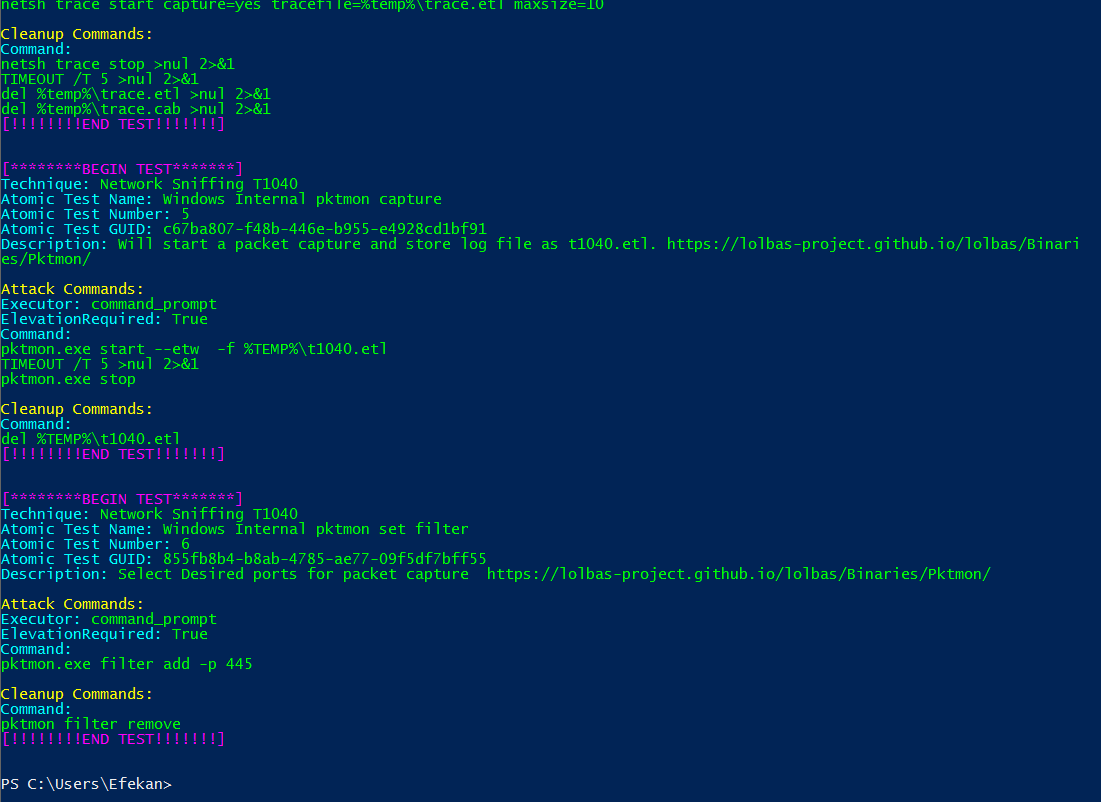 netsh trace start capture=yes tracefile=%temp%\trace.etl maxsize=10
Cleanup Commands:
Command:
netsh trace stop >nul 2>&1
TIMEOUT /T 5 >nul 2>&1
del %temp%\trace.etl >nul 2>&1
del %temp%\trace.cab >nul 2>&1
[!!!!!!!!END TEST!!!!!!!]
[********BEGIN TEST*******]
Technique: Network Sniffing T1040
Atomic Test Name: Windows Internal pktmon capture
Atomic Test Number: 5
Atomic Test GUID: c67ba807-f48b-446e-b955-e4928cd1bf91
Description: Will start a packet capture and store log file as t1040.etl. https://lolbas-project.github.io/lolbas/Binari
es/Pktmon/
Attack Commands:
Executor: command_prompt
ElevationRequired: True
Command:
pktmon.exe start --etw  -f %TEMP%\t1040.etl
TIMEOUT /T 5 >nul 2>&1
pktmon.exe stop
Cleanup Commands:
Command:
del %TEMP%\t1040.etl
[!!!!!!!!END TEST!!!!!!!]
[********BEGIN TEST*******]
Technique: Network Sniffing T1040
Atomic Test Name: Windows Internal pktmon set filter
Atomic Test Number: 6
Atomic Test GUID: 855fb8b4-b8ab-4785-ae77-09f5df7bff55
Description: Select Desired ports for packet capture  https://lolbas-project.github.io/lolbas/Binaries/Pktmon/
Attack Commands:
Executor: command_prompt
ElevationRequired: True
Command:
pktmon.exe filter add -p 445
Cleanup Commands:
Command:
pktmon filter remove
[!!!!!!!!END TEST!!!!!!!]
PS C:\Users\Efekan>